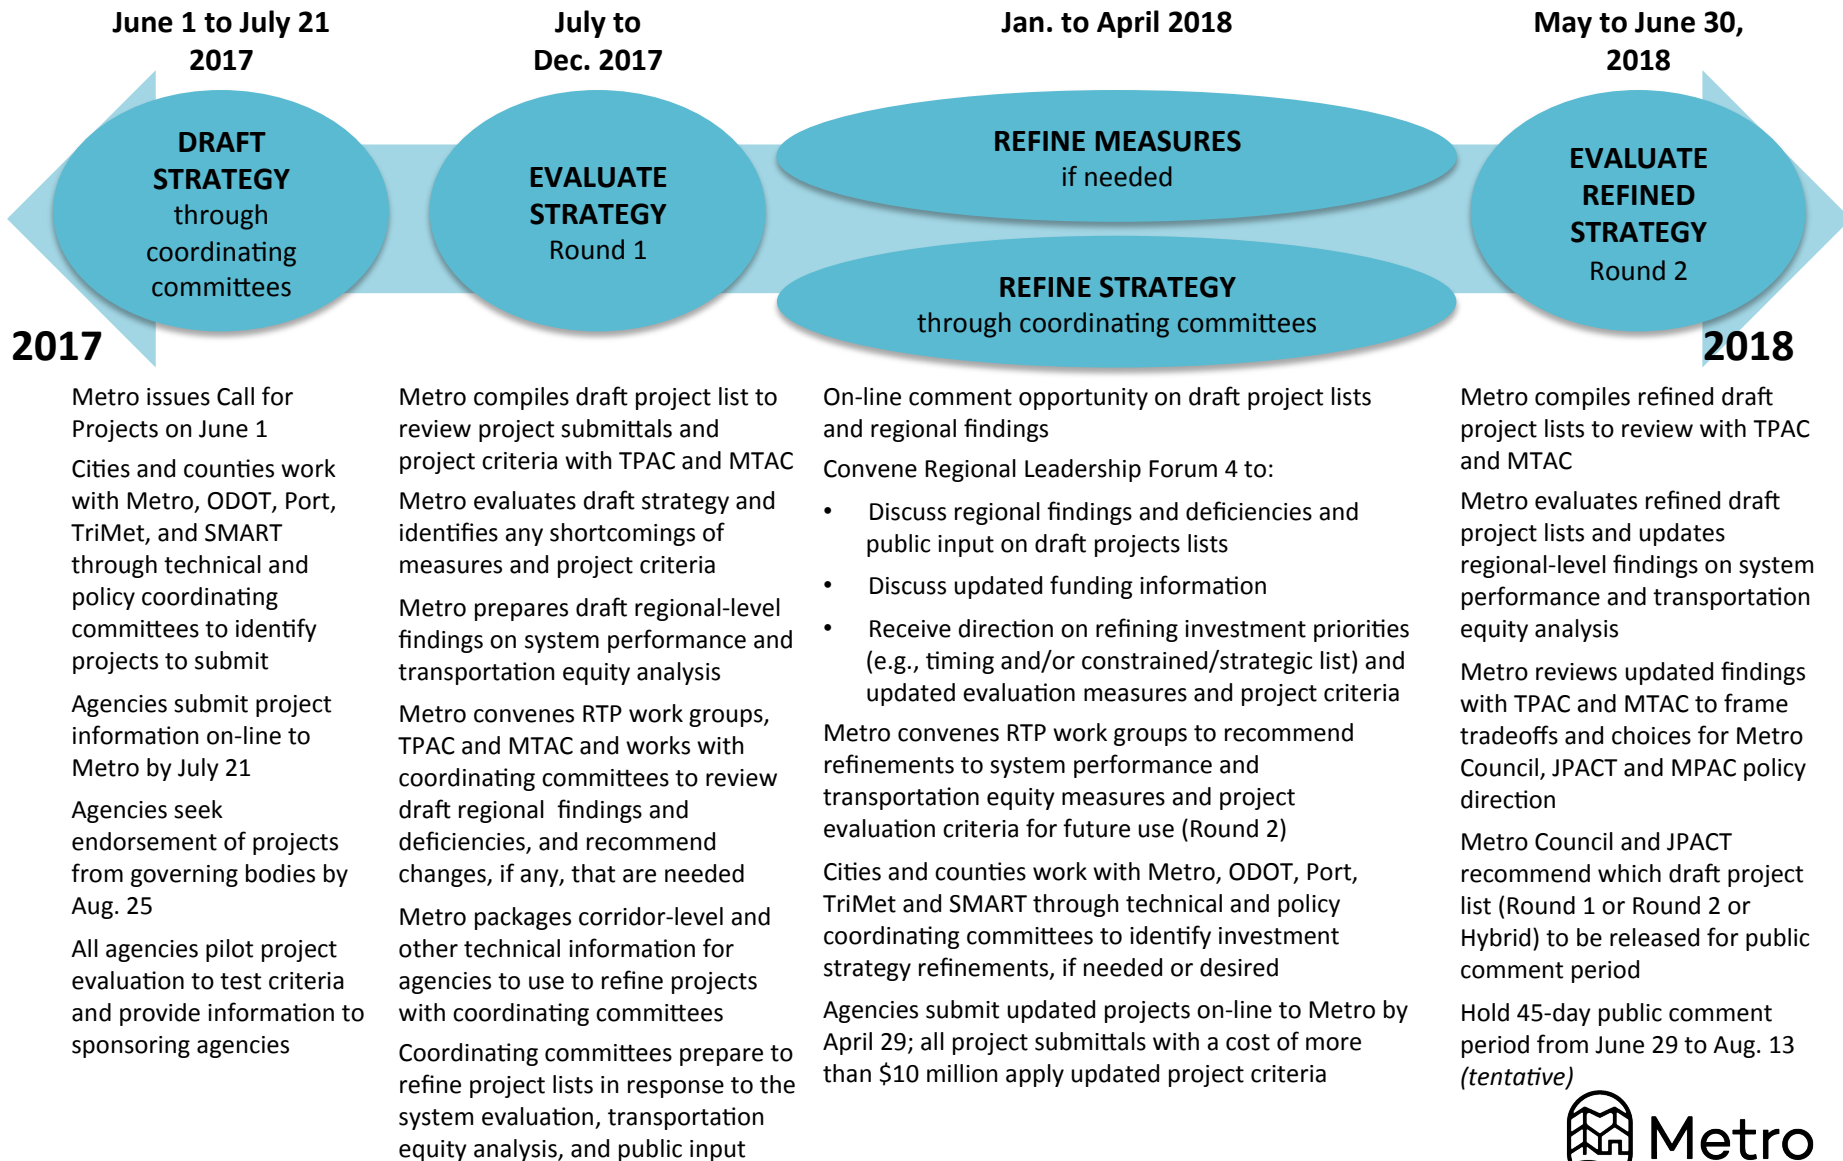 June 1 to July 21
2017
July to
Dec. 2017
Jan. to April 2018
May to June 30,
2018
DRAFT
STRATEGY
through
coordinating
committees
EVALUATE
STRATEGY
Round 1
REFINE MEASURES
if needed
REFINE STRATEGY
through coordinating committees
EVALUATE
REFINED
STRATEGY
Round 2
2017
2018
Metro issues Call for
Projects on June 1
Cities and counties work
with Metro, ODOT, Port,
TriMet, and SMART
through technical and
policy coordinating
committees to identify
projects to submit
Agencies submit project
information on-line to
Metro by July 21
Agencies seek
endorsement of projects
from governing bodies by
Aug. 25
All agencies pilot project
evaluation to test criteria
and provide information to
sponsoring agencies
Metro compiles draft project list to
review project submittals and
project criteria with TPAC and MTAC
Metro evaluates draft strategy and
identifies any shortcomings of
measures and project criteria
Metro prepares draft regional-level
findings on system performance and
transportation equity analysis
Metro convenes RTP work groups,
TPAC and MTAC and works with
coordinating committees to review
draft regional findings and
deficiencies, and recommend
changes, if any, that are needed
Metro packages corridor-level and
other technical information for
agencies to use to refine projects
with coordinating committees
Coordinating committees prepare to
refine project lists in response to the
system evaluation, transportation
equity analysis, and public input
On-line comment opportunity on draft project lists
and regional findings
Convene Regional Leadership Forum 4 to:
• Discuss regional findings and deficiencies and
public input on draft projects lists
• Discuss updated funding information
• Receive direction on refining investment priorities
(e.g., timing and/or constrained/strategic list) and
updated evaluation measures and project criteria
Metro convenes RTP work groups to recommend
refinements to system performance and
transportation equity measures and project
evaluation criteria for future use (Round 2)
Cities and counties work with Metro, ODOT, Port,
TriMet and SMART through technical and policy
coordinating committees to identify investment
strategy refinements, if needed or desired
Agencies submit updated projects on-line to Metro by
April 29; all project submittals with a cost of more
than $10 million apply updated project criteria
Metro compiles refined draft
project lists to review with TPAC
and MTAC
Metro evaluates refined draft
project lists and updates
regional-level findings on system
performance and transportation
equity analysis
Metro reviews updated findings
with TPAC and MTAC to frame
tradeoffs and choices for Metro
Council, JPACT and MPAC policy
direction
Metro Council and JPACT
recommend which draft project
list (Round 1 or Round 2 or
Hybrid) to be released for public
comment period
Hold 45-day public comment
period from June 29 to Aug. 13
(tentative)
Metro